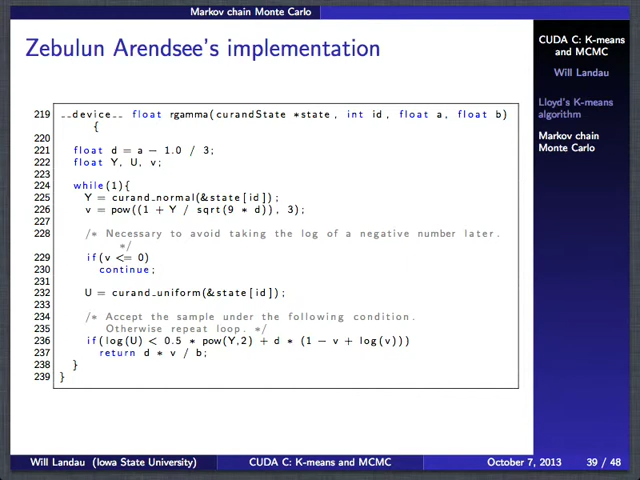 Markov chain Monte Carlo
Zebulun Arendsee's implementation
CUDA C: K-means
and MCMC
Will Landau
Lloyd's K-means
algorithm
Markov chain
Monte Carlo
219 __device__ float rgamma(curandState *state, int id, float a, float b)
{
220
221 float d = a - 1.0 / 3;
222 float Y, U, v;
223
224 while(1){
225 Y = curand_normal(&state[id]);
226 v = pow((1 + Y / sqrt(9 * d)), 3);
227
228 /* Necessary to avoid taking the log of a negative number later.
*/
229 if(v <= 0)
230 continue;
231
232 U = curand_uniform(&state[id]);
233
234 /* Accept the sample under the following condition.
235 Otherwise repeat loop. */
236 if(log(U) < 0.5 * pow(Y,2) + d * (1 - v + log(v)))
237 return d * v / b;
238 }
239 }
Will Landau (Iowa State University) CUDA C: K-means and MCMC October 7, 2013 39 / 48